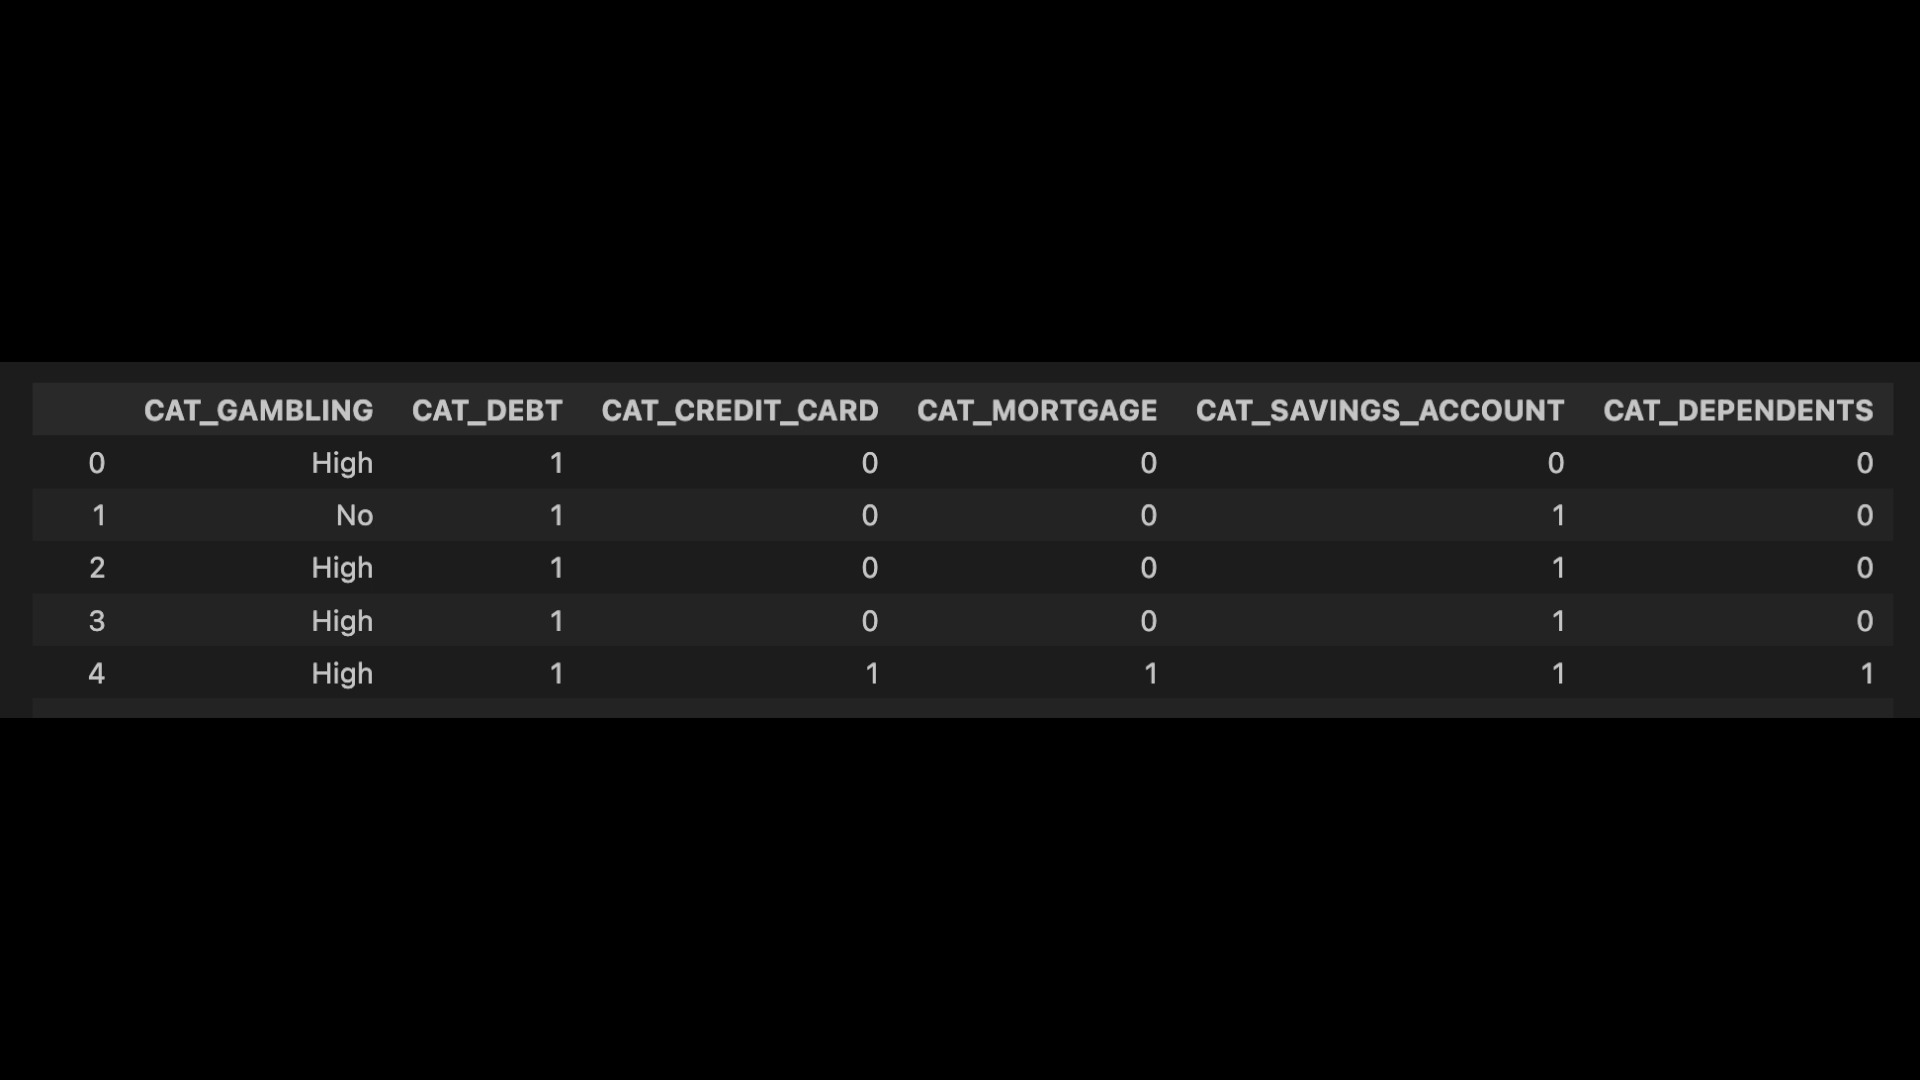 CAT_GAMBLING CAT_DEBT CAT_CREDIT_CARD CAT_MORTGAGE CAT_SAVINGS_ACCOUNT CAT_DEPENDENTS
0 High 1 0 0 0 0
1 No 1 0 0 1 0
2 High 1 0 0 1 0
3 High 1 0 0 1 0
4 High 1 1 1 1 1